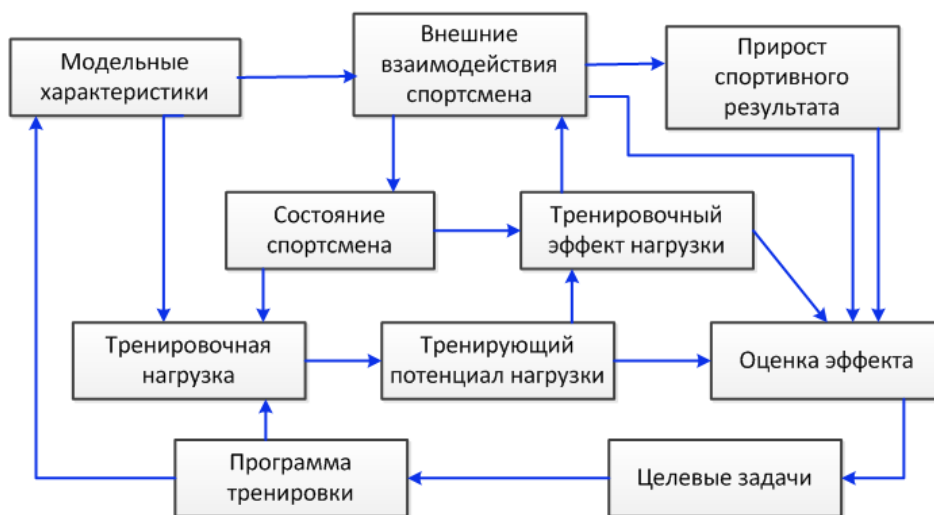 Модельные
характеристики
Внешние
взаимодействия
спортсмена
Прирост
спортивного
результата
Состояние
спортсмена
Тренировочный
эффект нагрузки
Тренировочная
нагрузка
Тренирующий
потенциал нагрузки
Оценка эффекта
Программа
тренировки
Целевые задачи